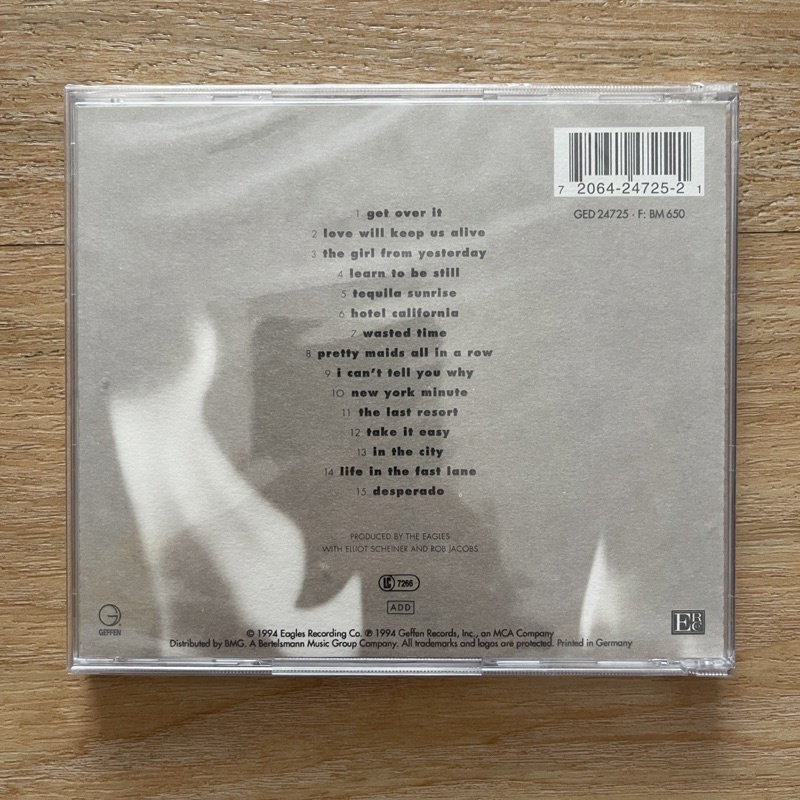 7 2064-24725-2 1
GED 24725 · F: BM 650
1 get over it
2 love will keep us alive
3 the girl from yesterday
4 learn to be still
5 tequila sunrise
6 hotel california
7 wasted time
8 pretty maids all in a row
9 i can't tell you why
10 new york minute
11 the last resort
12 take it easy
13 in the city
14 life in the fast lane
15 desperado
PRODUCED BY THE EAGLES
WITH ELLIOT SCHEINER AND ROB JACOBS
LC 7266
ADD
GEFFEN
ERC
© 1994 Eagles Recording Co. ℗ 1994 Geffen Records, Inc., an MCA Company
Distributed by BMG. A Bertelsmann Music Group Company. All trademarks and logos are protected. Printed in Germany